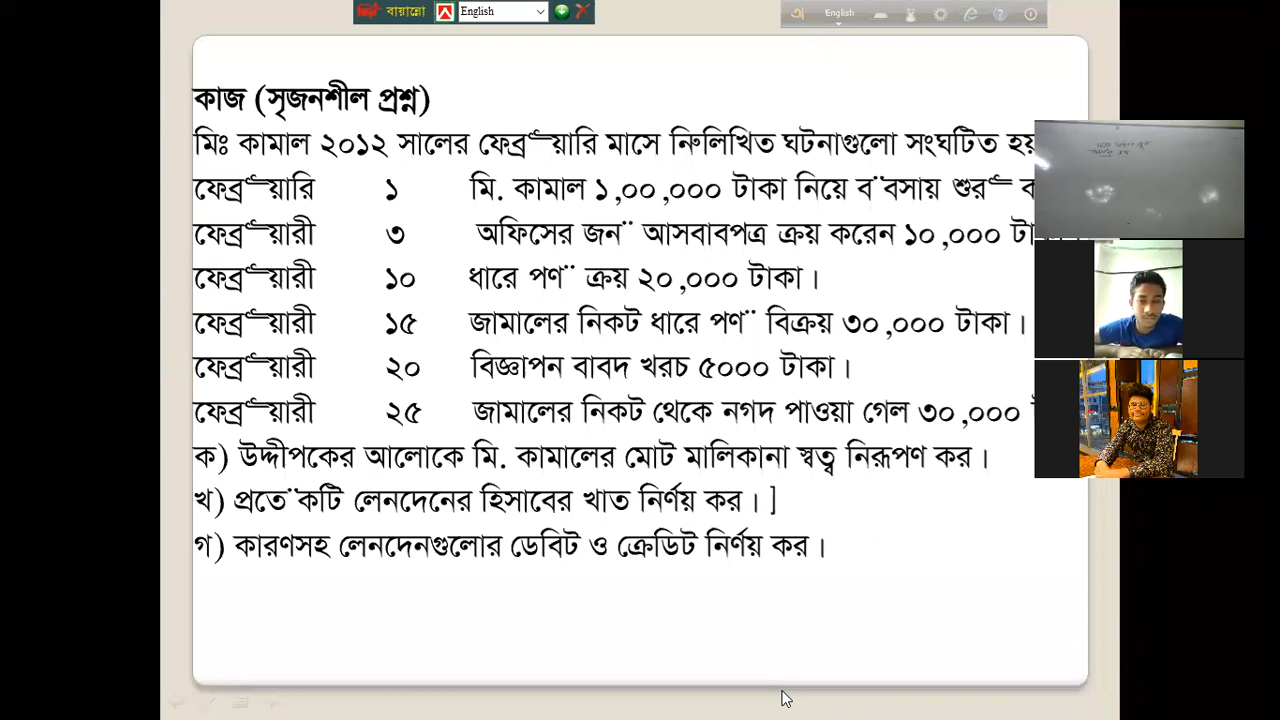 বায়ান্নো English
English
কাজ (সৃজনশীল প্রশ্ন)
মিঃ কামাল ২০১২ সালের ফেব্রুয়ারি মাসে নিুলিখিত ঘটনাগুলো সংঘটিত হয়
ফেব্রুয়ারি ১ মি. কামাল ১,০০,০০০ টাকা নিয়ে ব্যবসায় শুরু
ফেব্রুয়ারী ৩ অফিসের জন্য আসবাবপত্র ক্রয় করেন ১০,০০০
ফেব্রুয়ারী ১০ ধারে পণ্য ক্রয় ২০,০০০ টাকা।
ফেব্রুয়ারী ১৫ জামালের নিকট ধারে পণ্য বিক্রয় ৩০,০০০ টাকা।
ফেব্রুয়ারী ২০ বিজ্ঞাপন বাবদ খরচ ৫০০০ টাকা।
ফেব্রুয়ারী ২৫ জামালের নিকট থেকে নগদ পাওয়া গেল ৩০,০০০
ক) উদ্দীপকের আলোকে মি. কামালের মোট মালিকানা স্বত্ব নিরূপণ কর।
খ) প্রত্যেকটি লেনদেনের হিসাবের খাত নির্ণয় কর। ]
গ) কারণসহ লেনদেনগুলোর ডেবিট ও ক্রেডিট নির্ণয় কর।